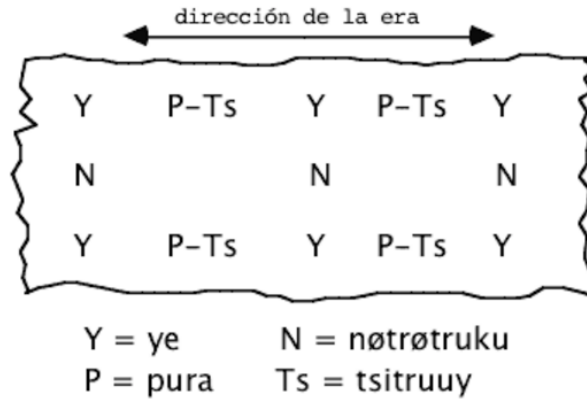 dirección de la era
Y P-Ts Y P-Ts Y
N N N
Y P-Ts Y P-Ts Y
Y = ye N = nøtrøtruku
P = pura Ts = tsitruuy